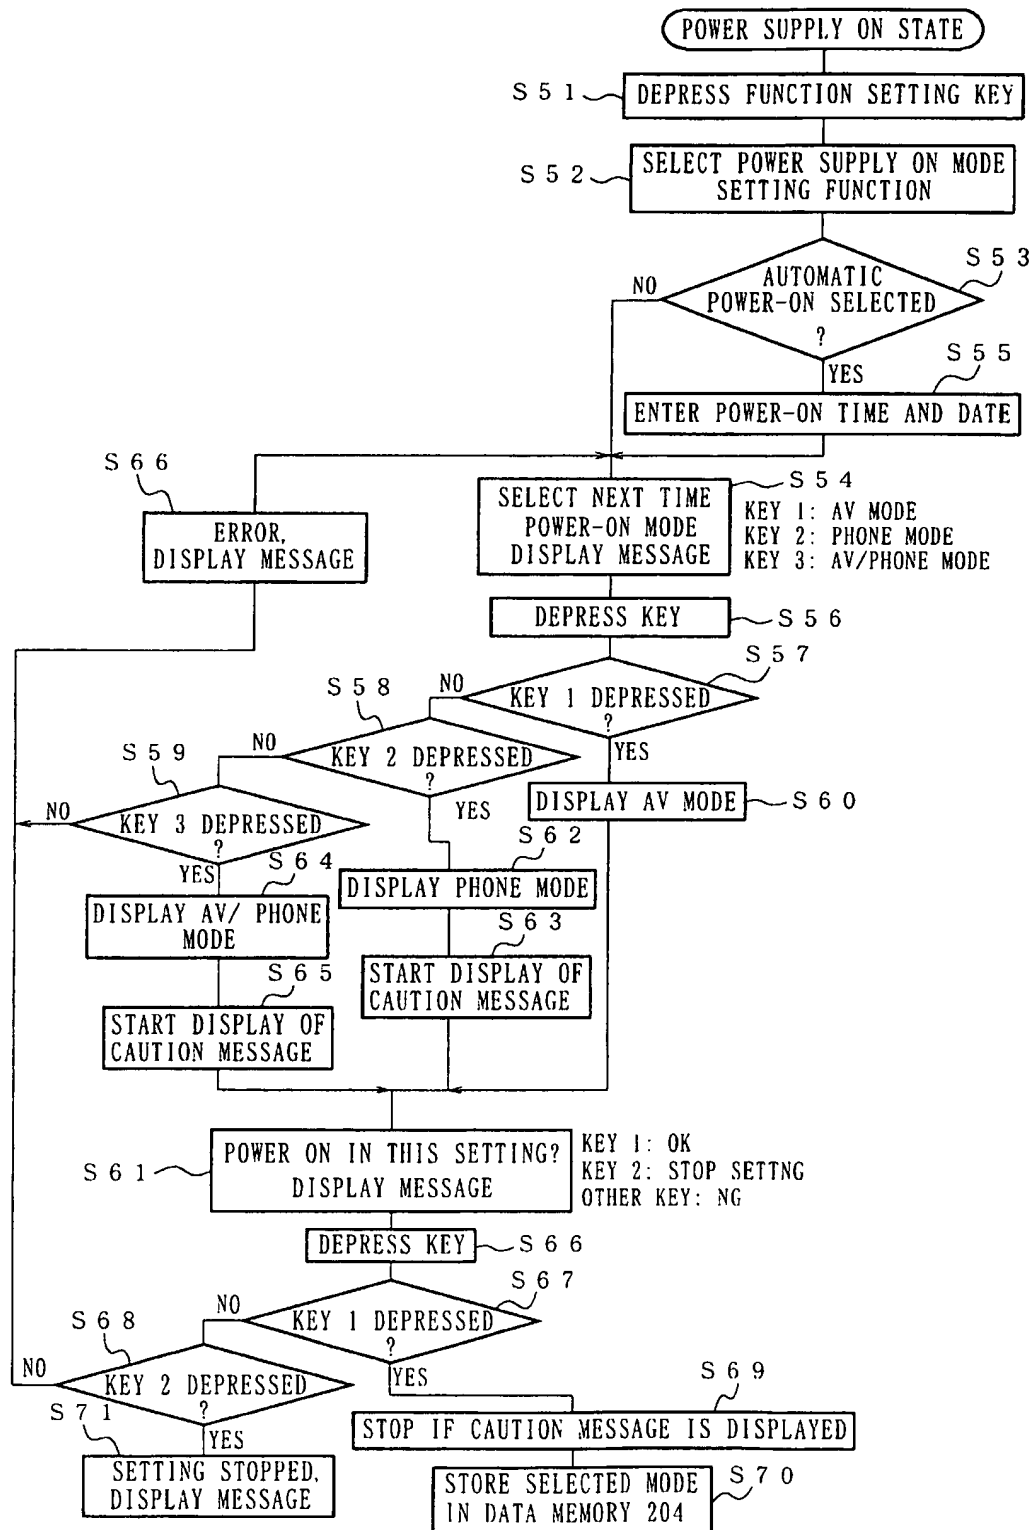 POWER SUPPLY ON STATE
S51
DEPRESS FUNCTION SETTING KEY
S52
SELECT POWER SUPPLY ON MODE
SETTING FUNCTION
S53
AUTOMATIC
POWER-ON SELECTED
?
NO
YES
S55
ENTER POWER-ON TIME AND DATE
S66
ERROR,
DISPLAY MESSAGE
S54
SELECT NEXT TIME
POWER-ON MODE
DISPLAY MESSAGE
KEY 1: AV MODE
KEY 2: PHONE MODE
KEY 3: AV/PHONE MODE
DEPRESS KEY
S56
S57
KEY 1 DEPRESSED
?
NO
YES
S58
KEY 2 DEPRESSED
?
NO
YES
S59
KEY 3 DEPRESSED
?
NO
YES
DISPLAY AV MODE
S60
S62
DISPLAY PHONE MODE
S64
DISPLAY AV/ PHONE
MODE
S63
START DISPLAY OF
CAUTION MESSAGE
S65
START DISPLAY OF
CAUTION MESSAGE
S61
POWER ON IN THIS SETTING?
DISPLAY MESSAGE
KEY 1: OK
KEY 2: STOP SETTNG
OTHER KEY: NG
DEPRESS KEY
S66
S67
KEY 1 DEPRESSED
?
NO
YES
S68
KEY 2 DEPRESSED
?
NO
YES
S69
STOP IF CAUTION MESSAGE IS DISPLAYED
S71
SETTING STOPPED,
DISPLAY MESSAGE
S70
STORE SELECTED MODE
IN DATA MEMORY 204